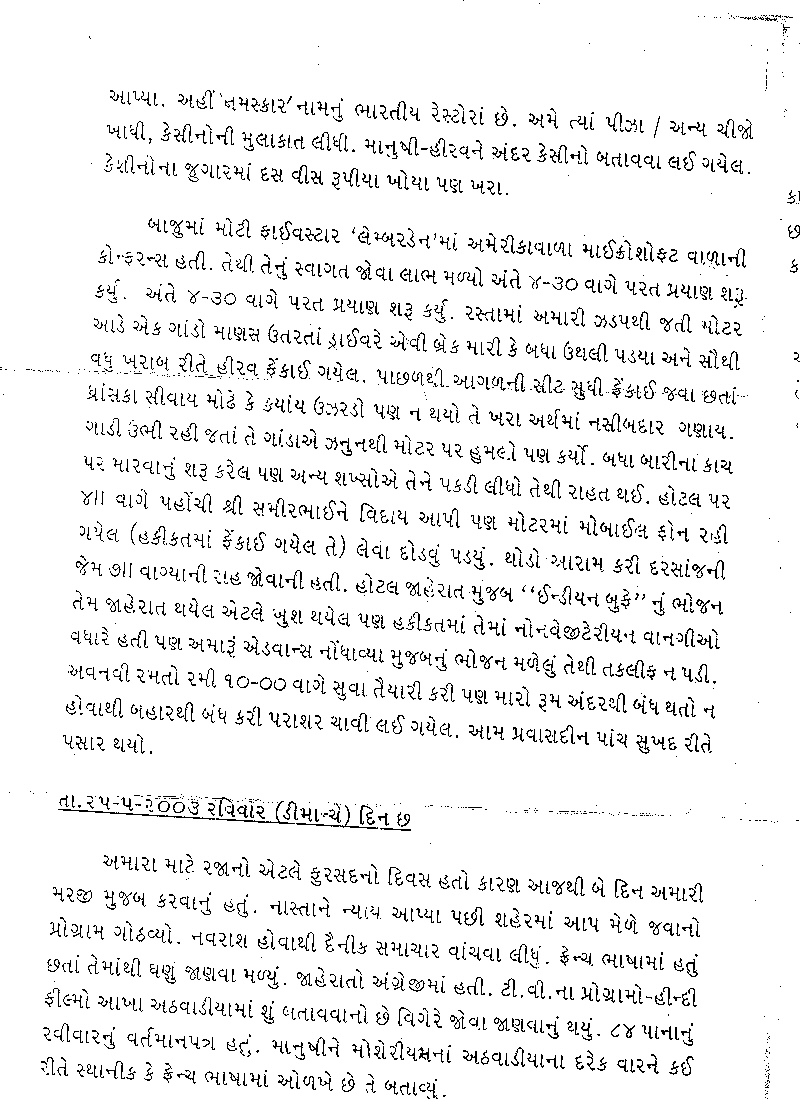 આપ્યા. અહીં 'નમસ્કાર' નામનું ભારતીય રેસ્ટોરાં છે. અમે ત્યાં પીઝા / અન્ય ચીજો
ખાધી, કેસીનોની મુલાકાત લીધી. માનુષી-હીરવને અંદર કેસીનો બતાવવા લઈ ગયેલ.
કેશીનોના જુગારમાં દસ વીસ રૂપીયા ખોયા પણ ખરા.
બાજુમાં મોટી ફાઈવસ્ટાર 'લેમ્બરડેન'માં અમેરીકાવાળા માઈક્રોશોફ્ટ વાળાની
કોન્ફરન્સ હતી. તેથી તેનું સ્વાગત જોવા લાભ મળ્યો અંતે ૪-૩૦ વાગે પરત પ્રયાણ શરૂ
કર્યુ. અંતે ૪-૩૦ વાગે પરત પ્રયાણ શરૂ કર્યુ. રસ્તામાં અમારી ઝડપથી જતી મોટર
આડે એક ગાંડો માણસ ઉતરતાં ડ્રાઈવરે એવી બ્રેક મારી કે બધા ઉથલી પડયા અને સૌથી
વધુ ખરાબ રીતે હીરવ ફેંકાઈ ગયેલ. પાછળથી આગળની સીટ સુધી ફેંકાઈ જવા છતાં
ધ્રાંસકા સીવાય મોઢે કે કયાંય ઉઝરડો પણ ન થયો તે ખરા અર્થમાં નસીબદાર ગણાય.
ગાડી ઉભી રહી જતાં તે ગાંડાએ ઝનુનથી મોટર પર હુમલો પણ કર્યો. બધા બારીના કાચ
પર મારવાનું શરૂ કરેલ પણ અન્ય શખ્સોએ તેને પકડી લીધો તેથી રાહત થઈ. હોટલ પર
૪।। વાગે પહોંચી શ્રી સમીરભાઈને વિદાય આપી પણ મોટરમાં મોબાઈલ ફોન રહી
ગયેલ (હકીકતમાં ફેંકાઈ ગયેલ તે) લેવા દોડવું પડયું. થોડો આરામ કરી દરસાંજની
જેમ ૭।। વાગ્યાની રાહ જોવાની હતી. હોટલ જાહેરાત મુજબ ''ઈન્ડીયન બુફે'' નું ભોજન
તેમ જાહેરાત થયેલ એટલે ખુશ થયેલ પણ હકીકતમાં તેમાં નોનવેજીટેરીયન વાનગીઓ
વધારે હતી પણ અમારૂં એડવાન્સ નોંધાવ્યા મુજબનું ભોજન મળેલું તેથી તકલીફ ન પડી.
અવનવી રમતો રમી ૧૦-૦૦ વાગે સુવા તૈયારી કરી પણ મારો રૂમ અંદરથી બંધ થતો ન
હોવાથી બહારથી બંધ કરી પરાશર ચાવી લઈ ગયેલ. આમ પ્રવાસદીન પાંચ સુખદ રીતે
પસાર થયો.
તા.૨૫-૫-૨૦૦૩ રવિવાર (ડીમાન્ચે) દિન છ
અમારા માટે રજાનો એટલે ફુરસદનો દિવસ હતો કારણ આજથી બે દિન અમારી
મરજી મુજબ કરવાનું હતું. નાસ્તાને ન્યાય આપ્યા પછી શહેરમાં આપ મેળે જવાનો
પ્રોગ્રામ ગોઠવ્યો. નવરાશ હોવાથી દૈનીક સમાચાર વાંચવા લીધું. ફ્રેન્ચ ભાષામાં હતું
છતાં તેમાંથી ઘણું જાણવા મળ્યું. જાહેરાતો અંગ્રેજીમાં હતી. ટી.વી.ના પ્રોગ્રામો-હીન્દી
ફીલ્મો આખા અઠવાડીયામાં શું બતાવવાનો છે વિગેરે જોવા જાણવાનું થયું. ૮૪ પાનાનું
રવીવારનું વર્તમાનપત્ર હતું. માનુષીને મોશેરીયસનાં અઠવાડીયાના દરેક વારને કઈ
રીતે સ્થાનીક કે ફ્રેન્ચ ભાષામાં ઓળખે છે તે બતાવ્યું.